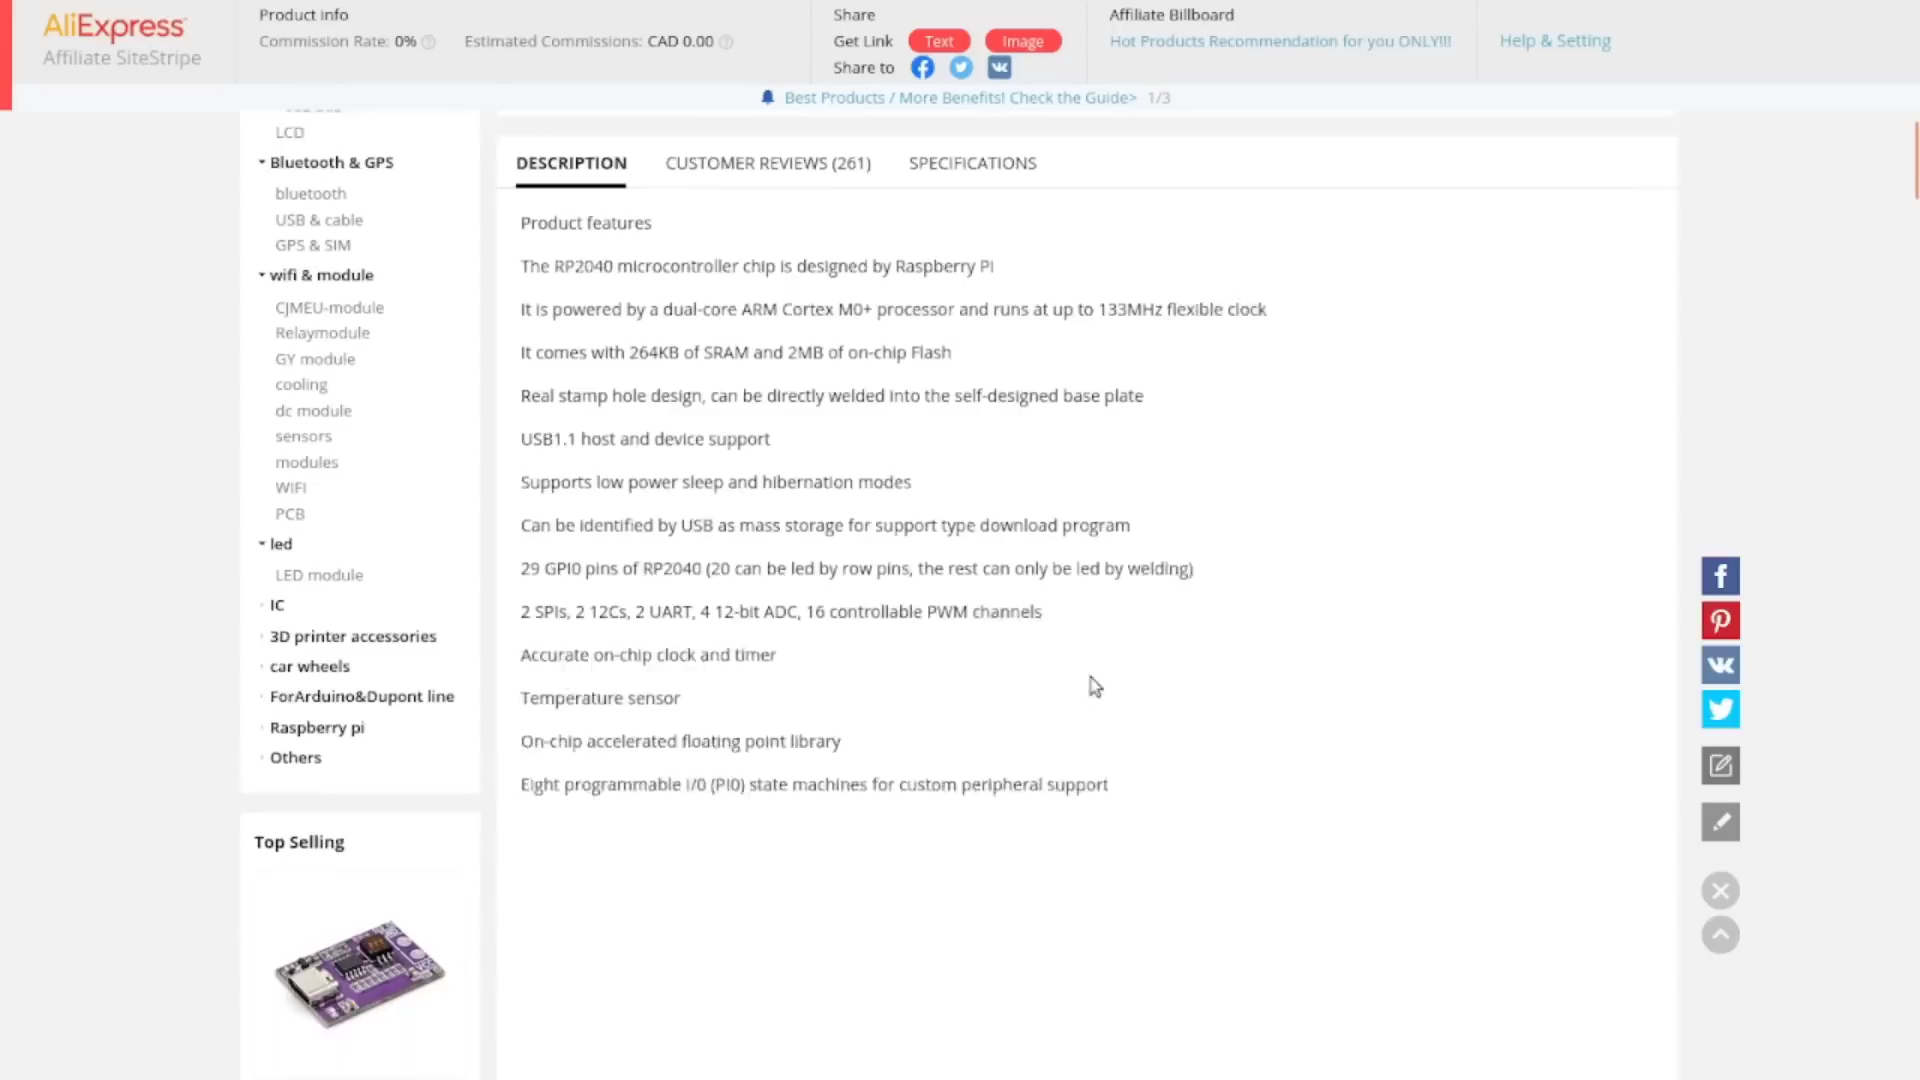 AliExpress
Affiliate SiteStripe
Product info
Commission Rate: 0%
Estimated Commissions: CAD 0.00
Share
Get Link Text Image
Share to
Affiliate Billboard
Hot Products Recommendation for you ONLY!!!
Help & Setting
Best Products / More Benefits! Check the Guide> 1/3
LCD
Bluetooth & GPS
bluetooth
USB & cable
GPS & SIM
wifi & module
CJMEU-module
Relaymodule
GY module
cooling
dc module
sensors
modules
WIFI
PCB
led
LED module
IC
3D printer accessories
car wheels
ForArduino&Dupont line
Raspberry pi
Others
Top Selling
DESCRIPTION CUSTOMER REVIEWS (261) SPECIFICATIONS
Product features
The RP2040 microcontroller chip is designed by Raspberry PI
It is powered by a dual-core ARM Cortex M0+ processor and runs at up to 133MHz flexible clock
It comes with 264KB of SRAM and 2MB of on-chip Flash
Real stamp hole design, can be directly welded into the self-designed base plate
USB1.1 host and device support
Supports low power sleep and hibernation modes
Can be identified by USB as mass storage for support type download program
29 GPI0 pins of RP2040 (20 can be led by row pins, the rest can only be led by welding)
2 SPIs, 2 12Cs, 2 UART, 4 12-bit ADC, 16 controllable PWM channels
Accurate on-chip clock and timer
Temperature sensor
On-chip accelerated floating point library
Eight programmable i/0 (PI0) state machines for custom peripheral support